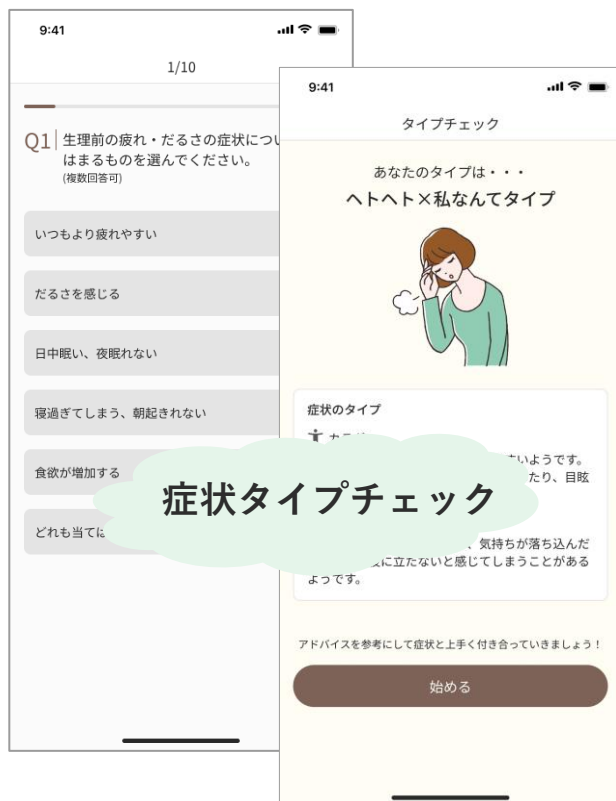 9:41
1/10
Q1 生理前の疲れ・だるさの症状につい
はまるものを選んでください。
(複数回答可)
いつもより疲れやすい
だるさを感じる
日中眠い、夜眠れない
寝過ぎてしまう、朝起きれない
食欲が増加する
どれも当ては
9:41
タイプチェック
あなたのタイプは・・・
ヘトヘト×私なんてタイプ
症状のタイプ
いようです。
たり、目眩
、気持ちが落ち込んだ
に立たないと感じてしまうことがある
ようです。
症状タイプチェック
アドバイスを参考にして症状と上手く付き合っていきましょう！
始める